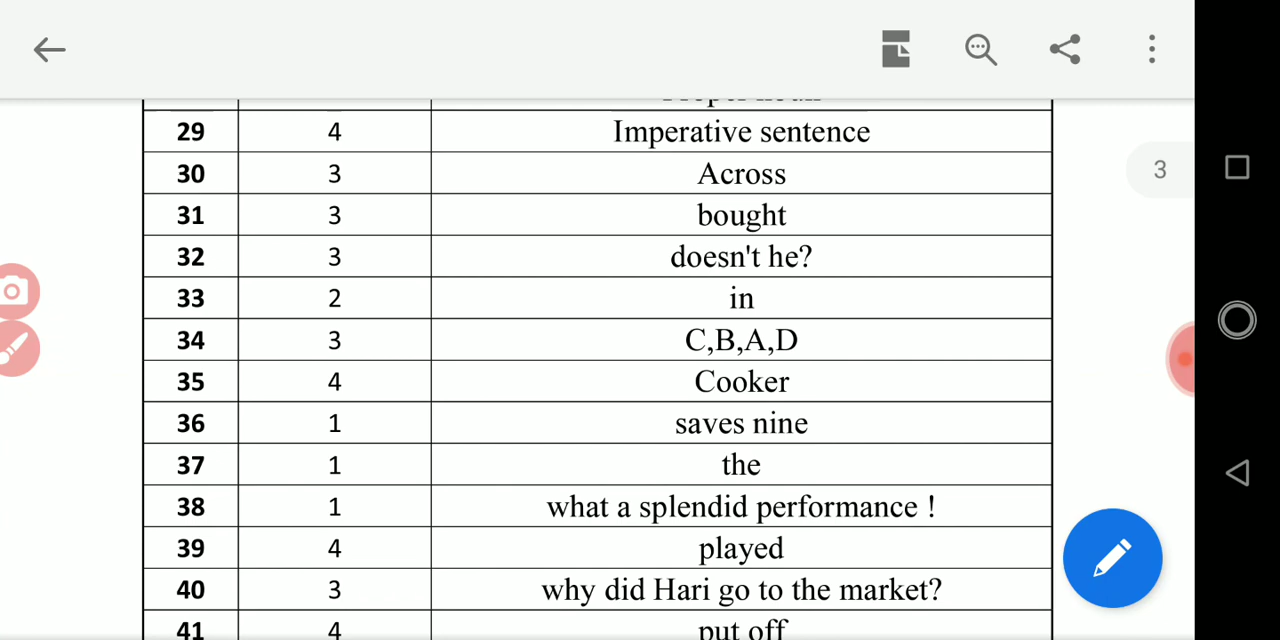 Proper noun
29 4 Imperative sentence
3
30 3 Across
31 3 bought
32 3 doesn't he?
33 2 in
34 3 C,B,A,D
35 4 Cooker
36 1 saves nine
37 1 the
38 1 what a splendid performance !
39 4 played
40 3 why did Hari go to the market?
41 4 put off